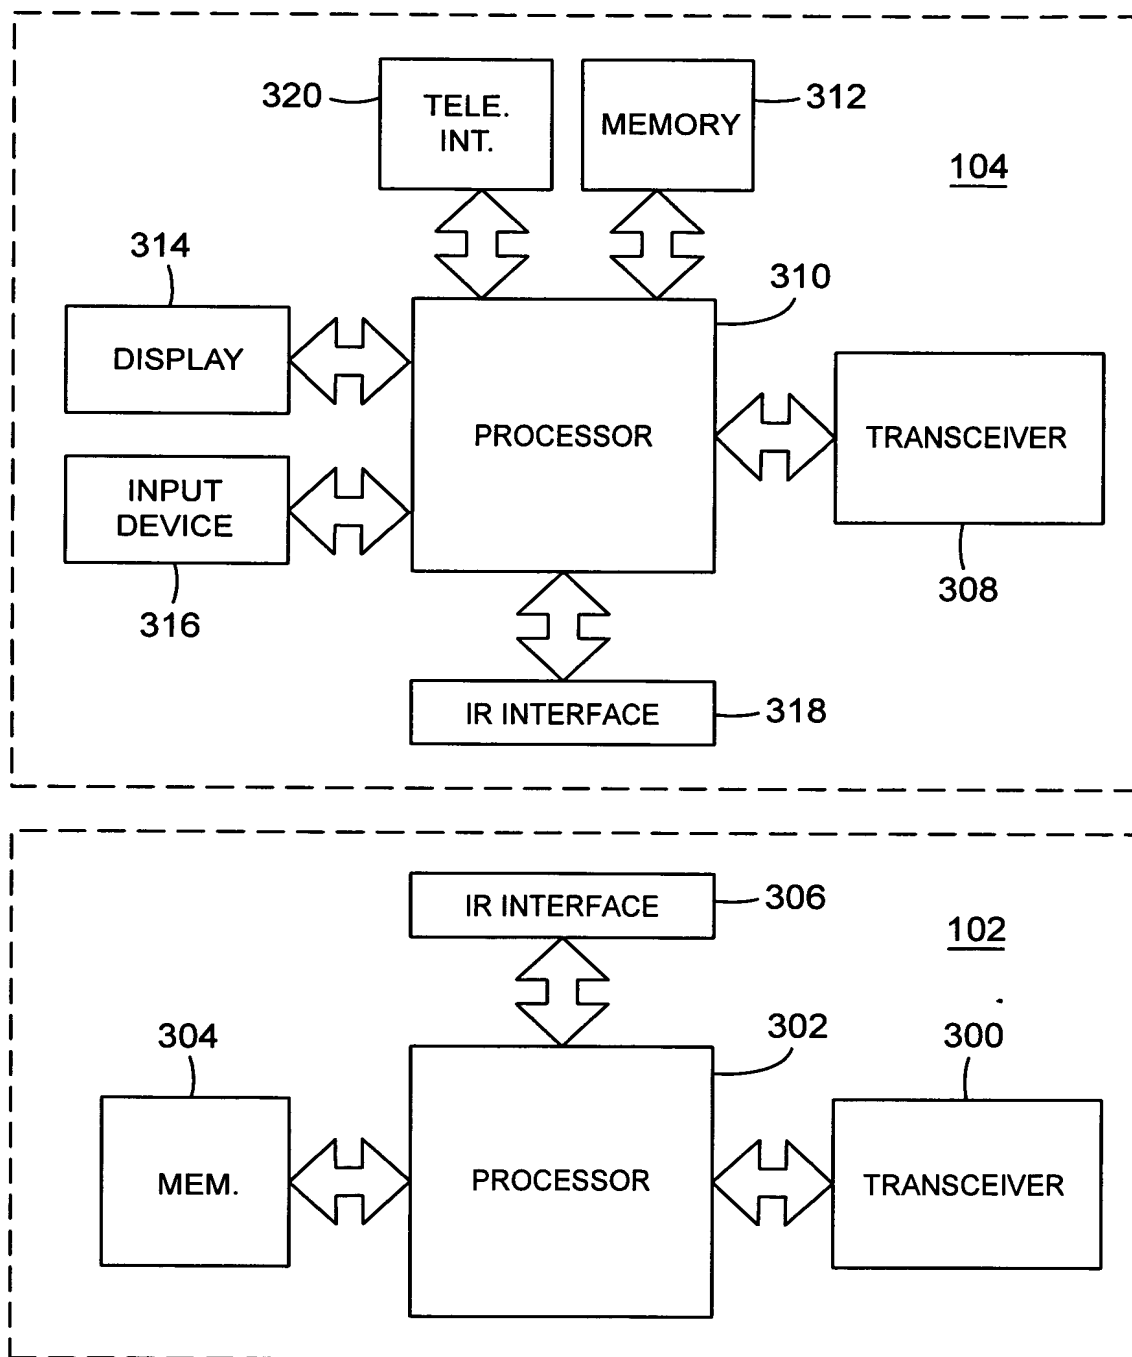 320
TELE.
INT.
MEMORY
312
104
314
310
DISPLAY
PROCESSOR
TRANSCEIVER
INPUT
DEVICE
316
308
IR INTERFACE
318
IR INTERFACE
306
102
304
302
300
MEM.
PROCESSOR
TRANSCEIVER